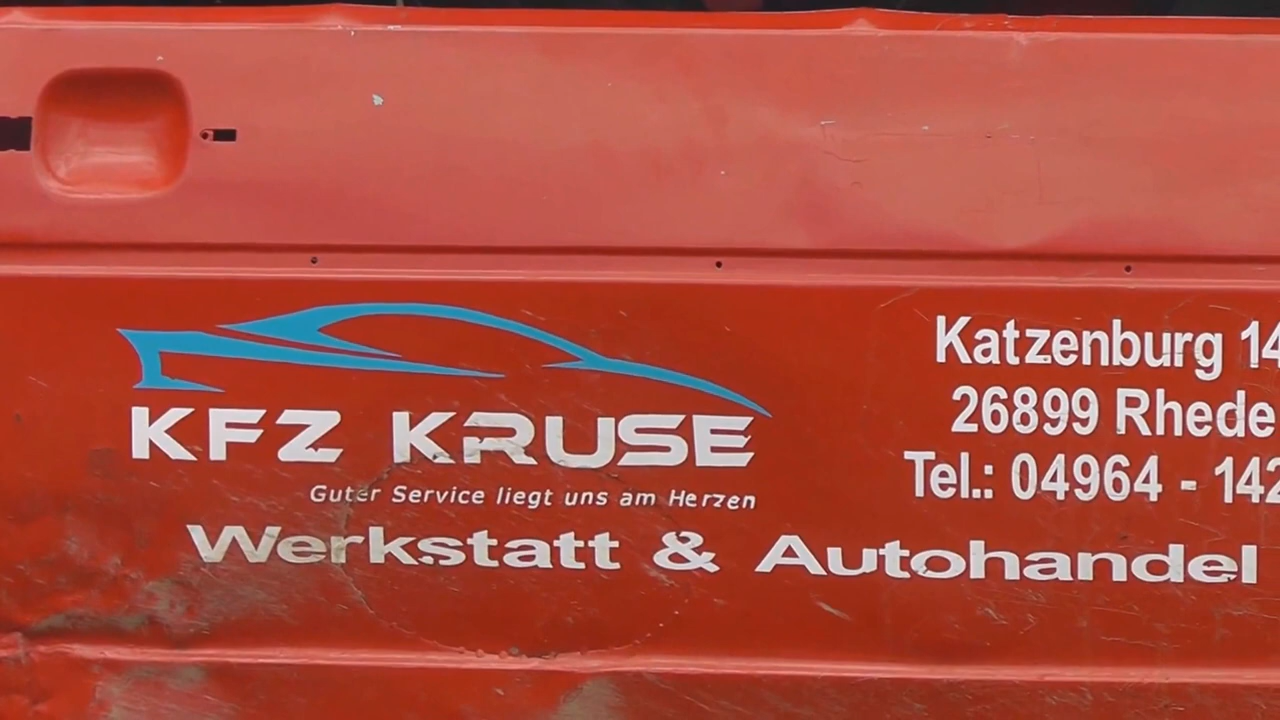 KFZ KRUSE
Guter Service liegt uns am Herzen
Werkstatt & Autohandel
Katzenburg 14
26899 Rhede
Tel.: 04964 - 142